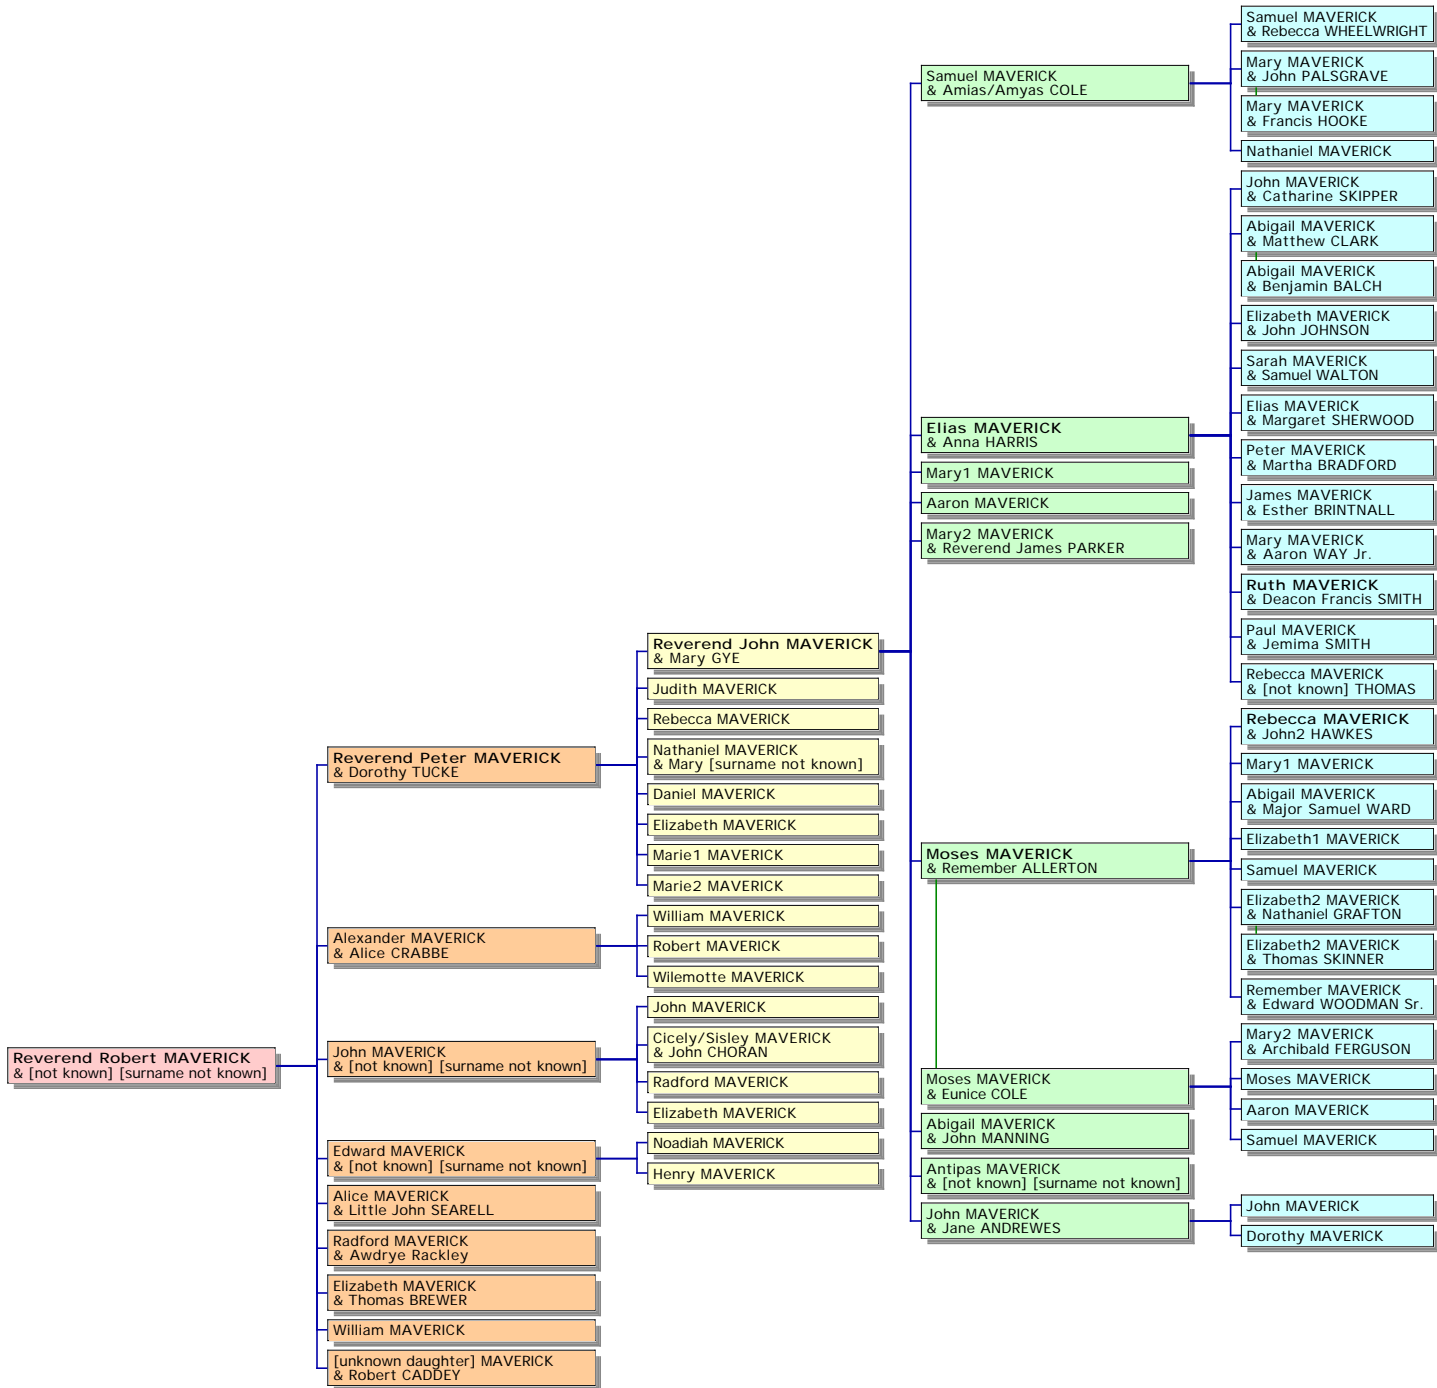 Reverend Robert MAVERICK
& [not known] [surname not known]
Reverend Peter MAVERICK
& Dorothy TUCKE
Alexander MAVERICK
& Alice CRABBE
John MAVERICK
& [not known] [surname not known]
Edward MAVERICK
& [not known] [surname not known]
Alice MAVERICK
& Little John SEARELL
Radford MAVERICK
& Awdrye Rackley
Elizabeth MAVERICK
& Thomas BREWER
William MAVERICK
[unknown daughter] MAVERICK
& Robert CADDEY
Reverend John MAVERICK
& Mary GYE
Judith MAVERICK
Rebecca MAVERICK
Nathaniel MAVERICK
& Mary [surname not known]
Daniel MAVERICK
Elizabeth MAVERICK
Marie1 MAVERICK
Marie2 MAVERICK
William MAVERICK
Robert MAVERICK
Wilemotte MAVERICK
John MAVERICK
Cicely/Sisley MAVERICK
& John CHORAN
Radford MAVERICK
Elizabeth MAVERICK
Noadiah MAVERICK
Henry MAVERICK
Samuel MAVERICK
& Amias/Amyas COLE
Elias MAVERICK
& Anna HARRIS
Mary1 MAVERICK
Aaron MAVERICK
Mary2 MAVERICK
& Reverend James PARKER
Moses MAVERICK
& Remember ALLERTON
Moses MAVERICK
& Eunice COLE
Abigail MAVERICK
& John MANNING
Antipas MAVERICK
& [not known] [surname not known]
John MAVERICK
& Jane ANDREWES
Samuel MAVERICK
& Rebecca WHEELWRIGHT
Mary MAVERICK
& John PALSGRAVE
Mary MAVERICK
& Francis HOOKE
Nathaniel MAVERICK
John MAVERICK
& Catharine SKIPPER
Abigail MAVERICK
& Matthew CLARK
Abigail MAVERICK
& Benjamin BALCH
Elizabeth MAVERICK
& John JOHNSON
Sarah MAVERICK
& Samuel WALTON
Elias MAVERICK
& Margaret SHERWOOD
Peter MAVERICK
& Martha BRADFORD
James MAVERICK
& Esther BRINTNALL
Mary MAVERICK
& Aaron WAY Jr.
Ruth MAVERICK
& Deacon Francis SMITH
Paul MAVERICK
& Jemima SMITH
Rebecca MAVERICK
& [not known] THOMAS
Rebecca MAVERICK
& John2 HAWKES
Mary1 MAVERICK
Abigail MAVERICK
& Major Samuel WARD
Elizabeth1 MAVERICK
Samuel MAVERICK
Elizabeth2 MAVERICK
& Nathaniel GRAFTON
Elizabeth2 MAVERICK
& Thomas SKINNER
Remember MAVERICK
& Edward WOODMAN Sr.
Mary2 MAVERICK
& Archibald FERGUSON
Moses MAVERICK
Aaron MAVERICK
Samuel MAVERICK
John MAVERICK
Dorothy MAVERICK